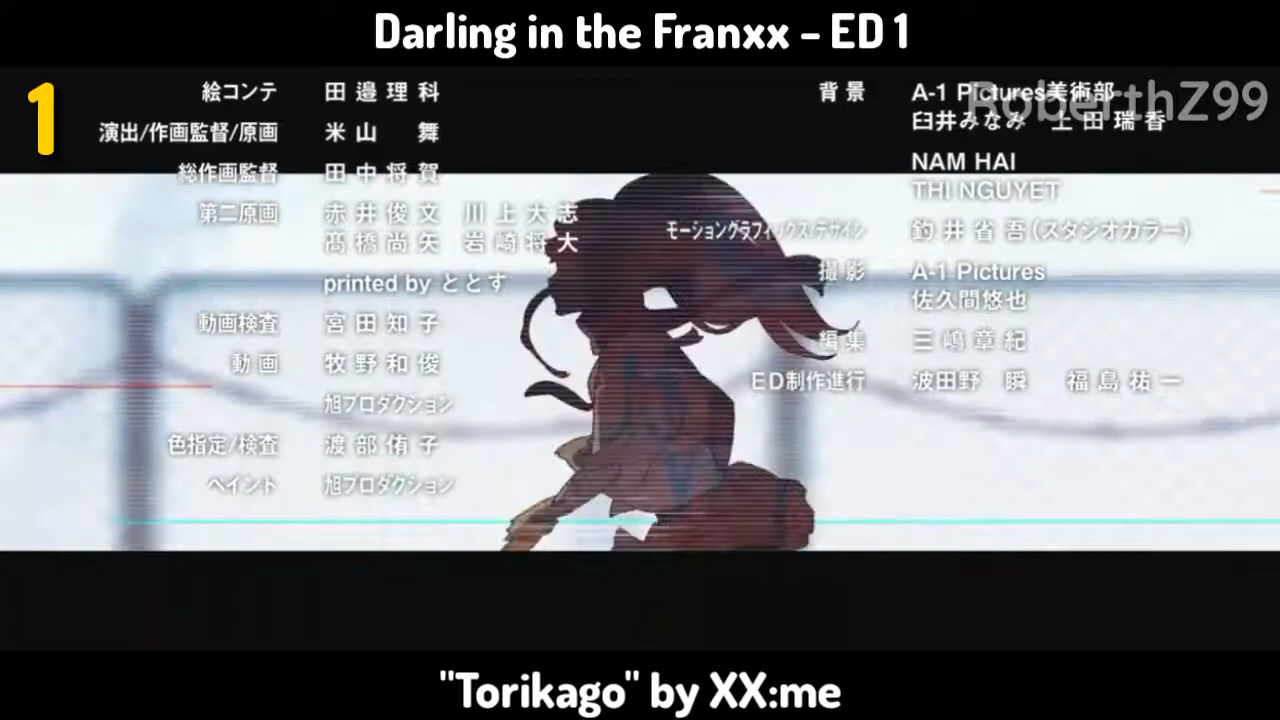 Darling in the Franxx – ED 1
1
RoberthZ99
絵コンテ 田邉理科
演出/作画監督/原画 米山 舞
総作画監督 田中将賀
第二原画 赤井俊文 川上大志
髙橋尚矢 岩崎将大
printed by ととす
動画検査 宮田知子
動画 牧野和俊
旭プロダクション
色指定/検査 渡部侑子
ペイント 旭プロダクション
背景 A-1 Pictures美術部
臼井みなみ 土田瑞香
NAM HAI
THI NGUYET
モーショングラフィックスデザイン 釣井省吾(スタジオカラー)
撮影 A-1 Pictures
佐久間悠也
編集 三嶋章紀
ED制作進行 波田野 瞬 福島祐一
"Torikago" by XX:me